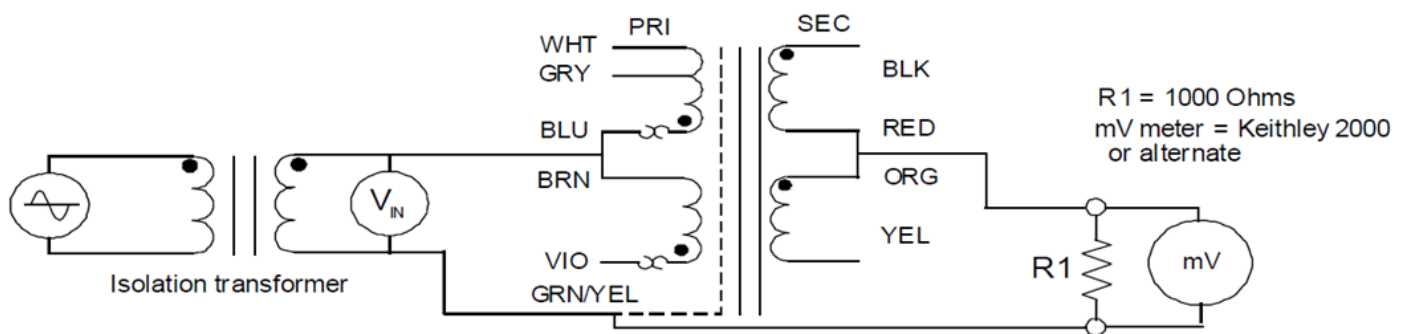 PRI
SEC
WHT
GRY
BLK
BLU
RED
BRN
ORG
VIO
YEL
GRN/YEL
V_IN
Isolation transformer
R1 = 1000 Ohms
mV meter = Keithley 2000
or alternate
R1
mV